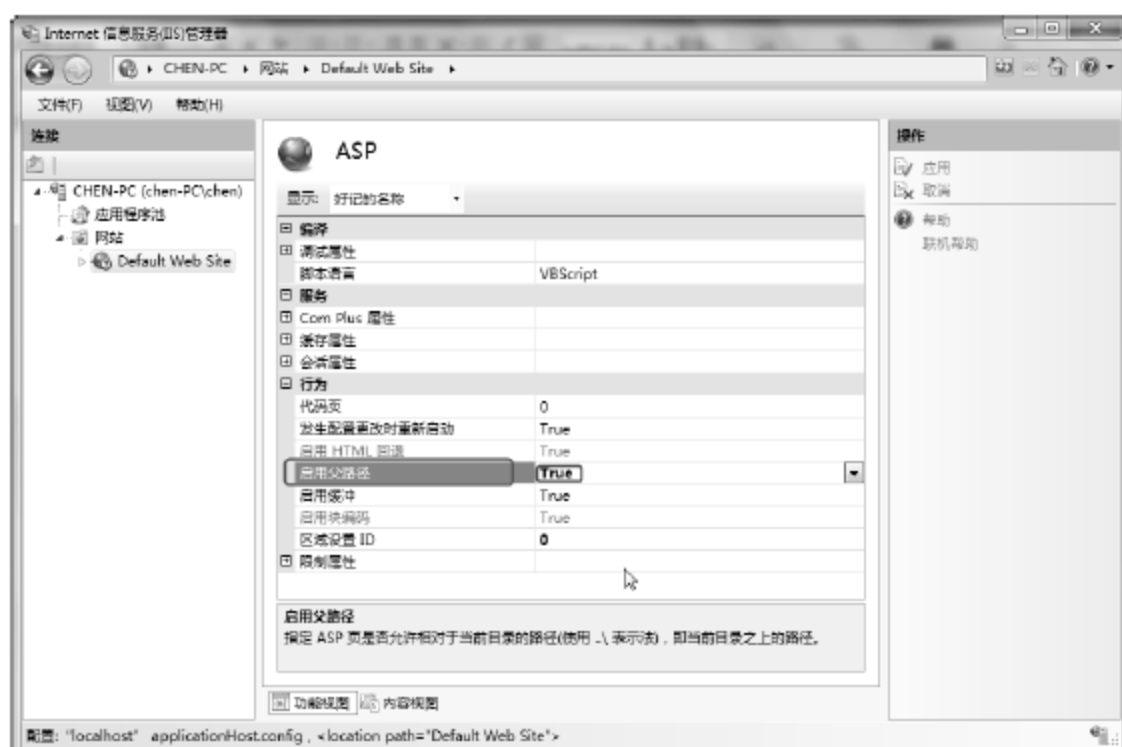 Internet 信息服务(IIS)管理器
CHEN-PC 网站 Default Web Site
文件(F) 视图(V) 帮助(H)
连接
CHEN-PC (chen-PC\chen)
应用程序池
网站
Default Web Site
ASP
显示: 好记的名称
编译
调试属性
脚本语言 VBScript
服务
Com Plus 属性
缓存属性
会话属性
行为
代码页 0
发生配置更改时重新启动 True
启用 HTML 回退 True
启用父路径 True
启用缓冲 True
启用块编码 True
区域设置 ID 0
限制属性
启用父路径
指定 ASP 页是否允许相对于当前目录的路径(使用 ..\ 表示法)，即当前目录之上的路径。
功能视图 内容视图
操作
应用
取消
帮助
联机帮助
配置: "localhost" applicationHost.config , <location path="Default Web Site">